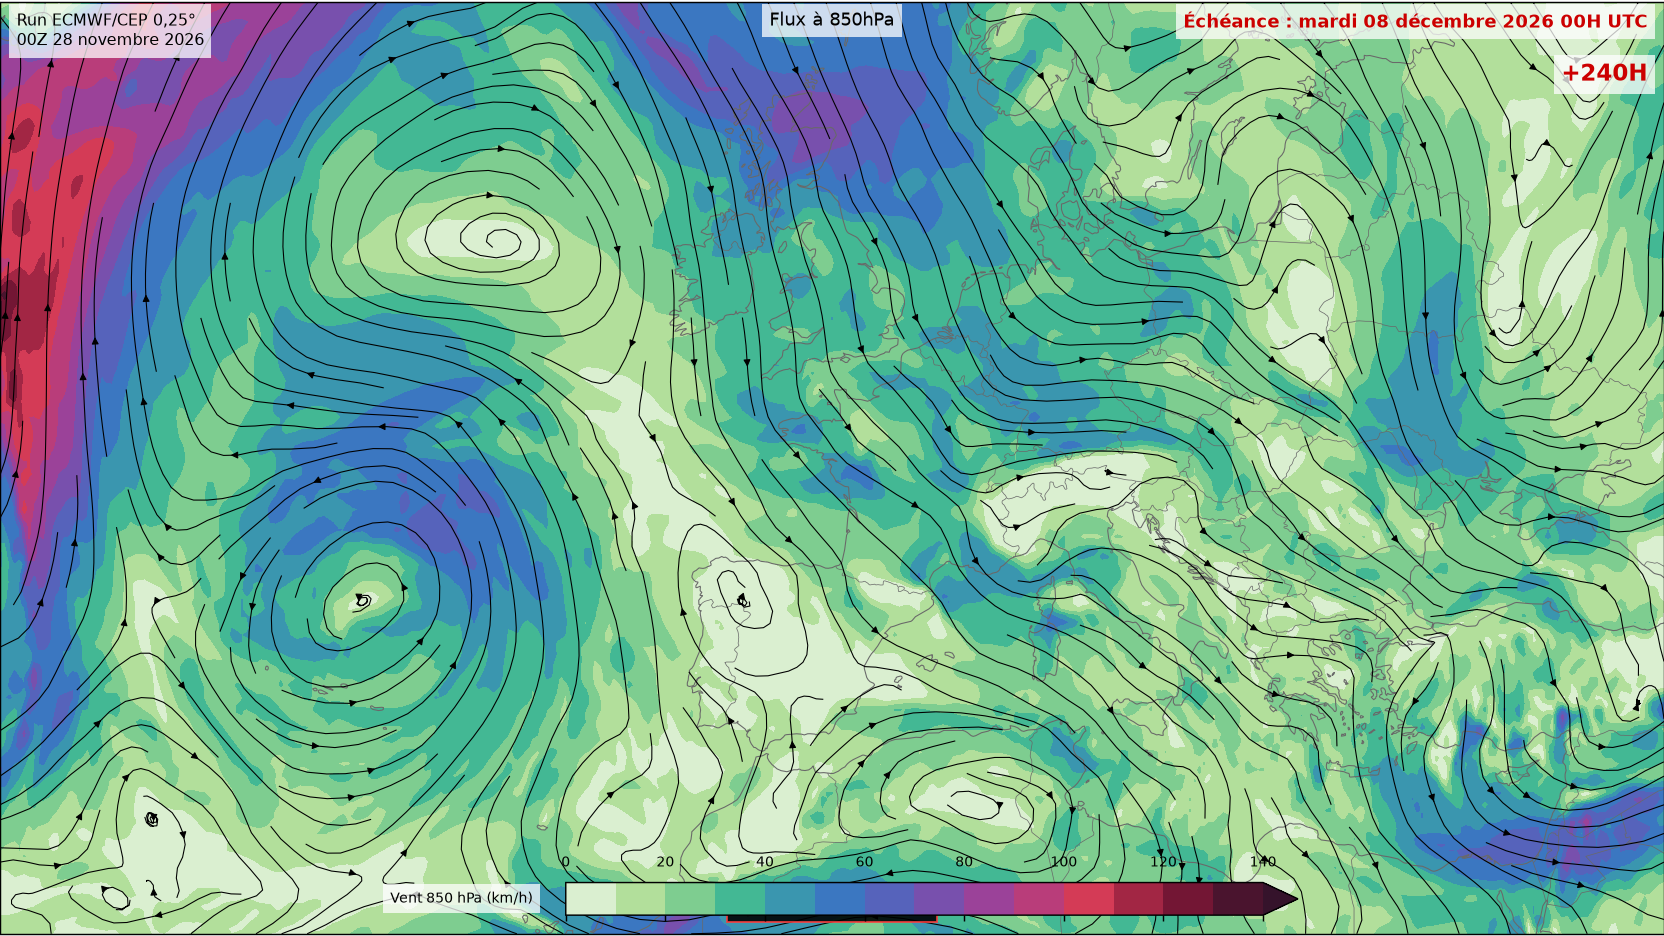 Run ECMWF/CEP 0,25°
00Z 28 novembre 2026
Flux à 850hPa
Échéance : mardi 08 décembre 2026 00H UTC
+240H
0 20 40 60 80 100 120 140
Vent 850 hPa (km/h)